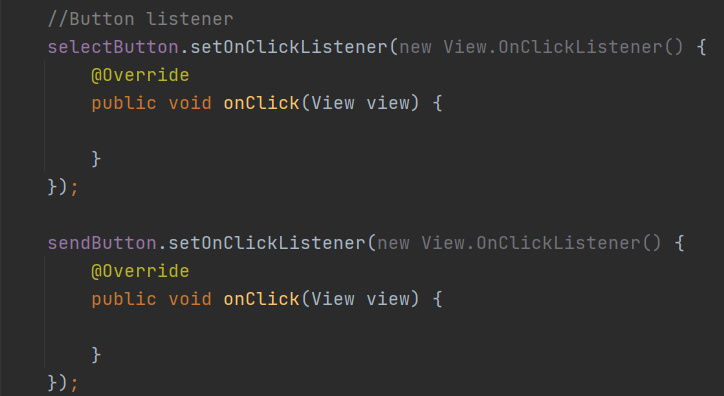 //Button listener
selectButton.setOnClickListener(new View.OnClickListener() {
@Override
public void onClick(View view) {
}
});
sendButton.setOnClickListener(new View.OnClickListener() {
@Override
public void onClick(View view) {
}
});